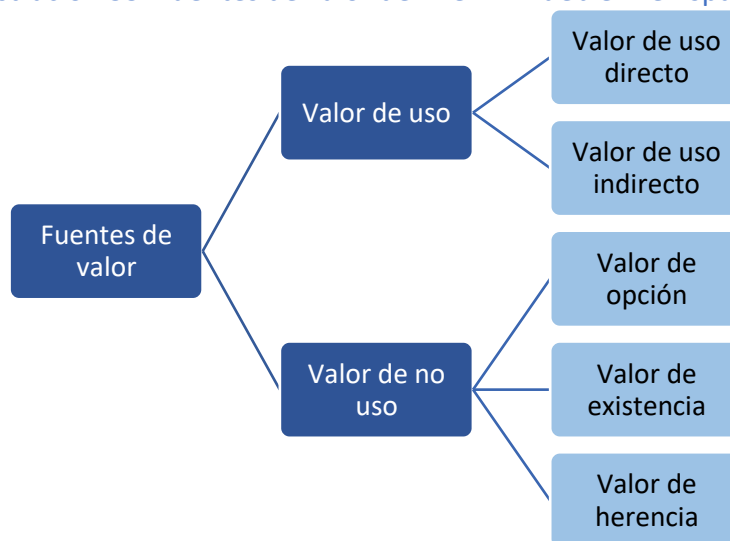 Valor de uso
directo
Valor de uso
Valor de uso
indirecto
Fuentes de
valor
Valor de
opción
Valor de no
uso
Valor de
existencia
Valor de
herencia